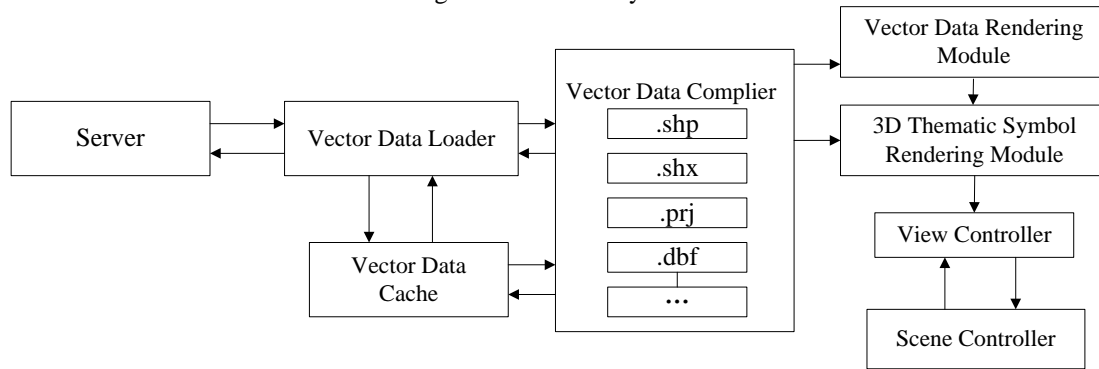 Vector Data Rendering
Module
Vector Data Complier
Server
Vector Data Loader
.shp
3D Thematic Symbol
Rendering Module
.shx
.prj
View Controller
Vector Data
Cache
.dbf
...
Scene Controller